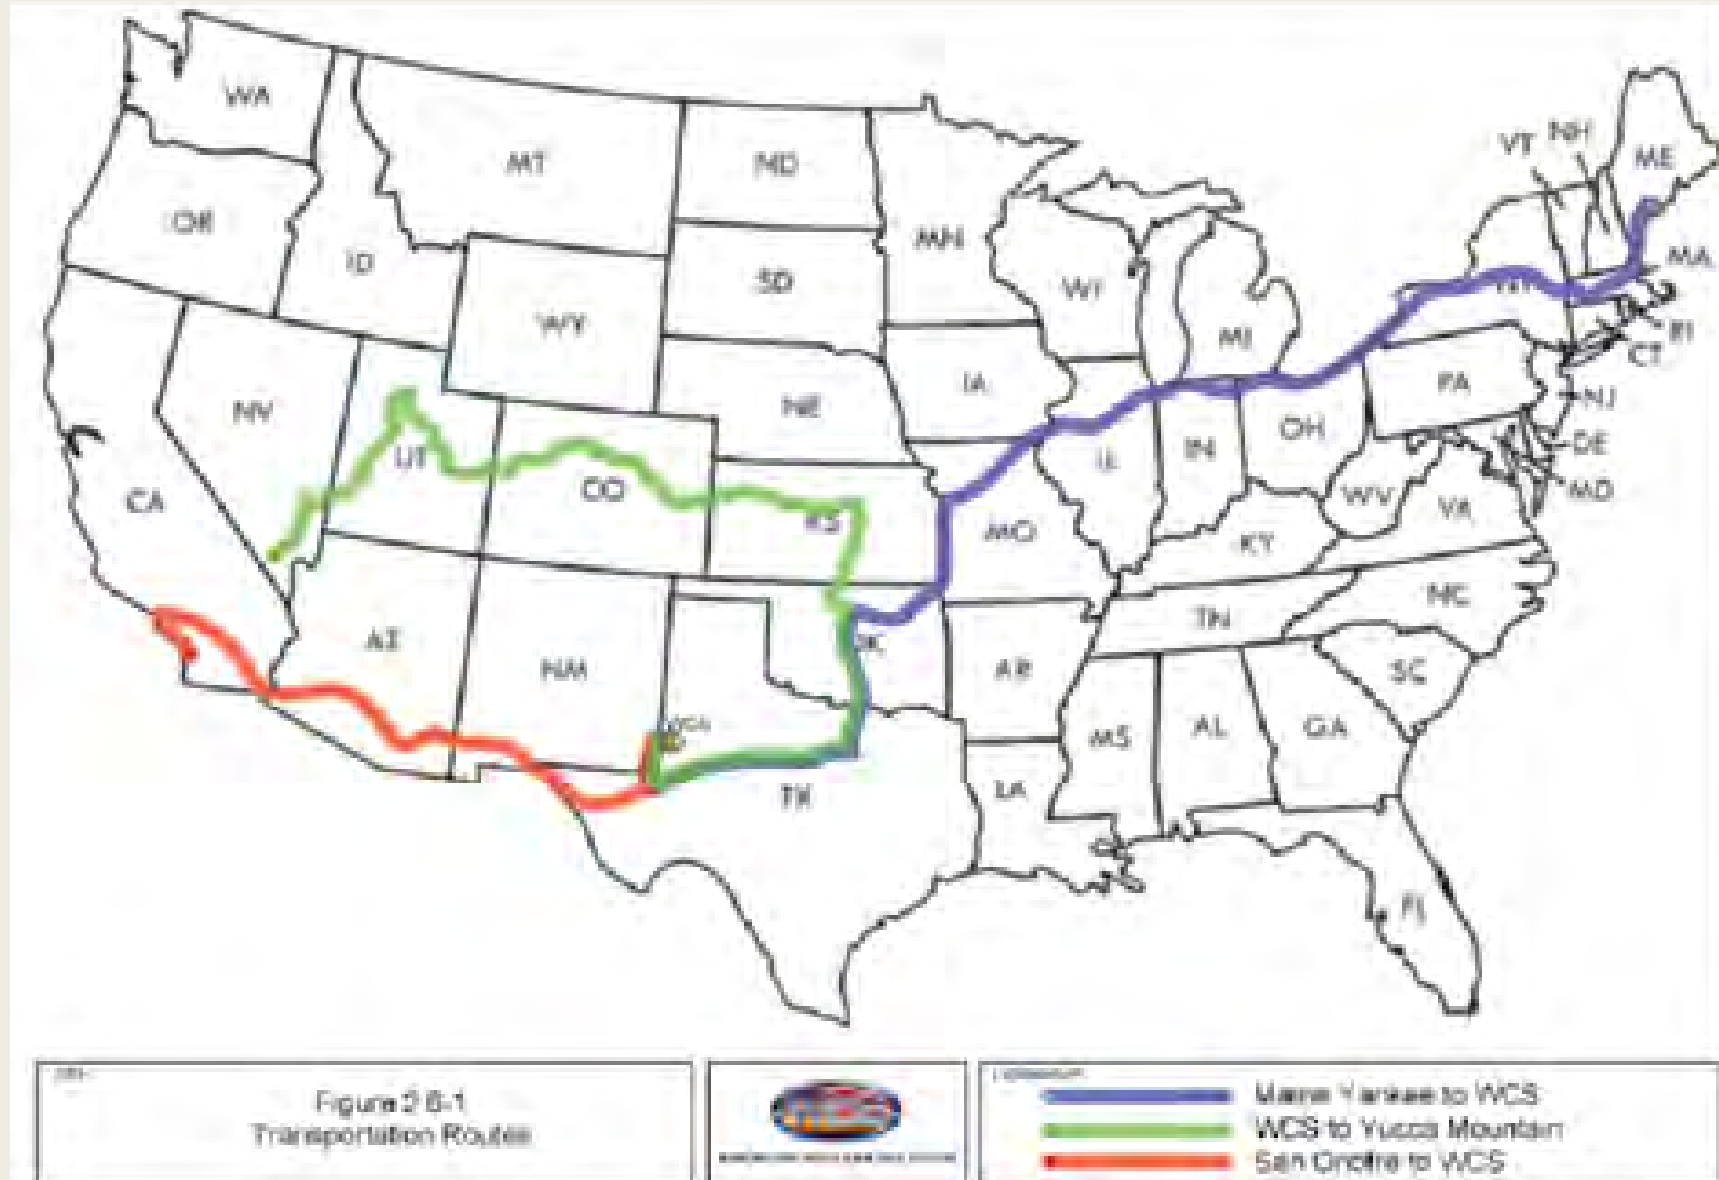 WA
MT
ND
VT NH
ME
OR
MN
ID
SD
MA
WI
WY
MI
RI
CT
IA
PA
NV
NE
NJ
OH
UT
IL
IN
DE
CO
WV
MD
CA
KS
MO
VA
KY
NC
TN
AZ
OK
NM
AR
SC
WCS
MS
AL
GA
TX
LA
FL
Figure 2.6-1
Transportation Routes
Maine Yankee to WCS
WCS to Yucca Mountain
San Onofre to WCS